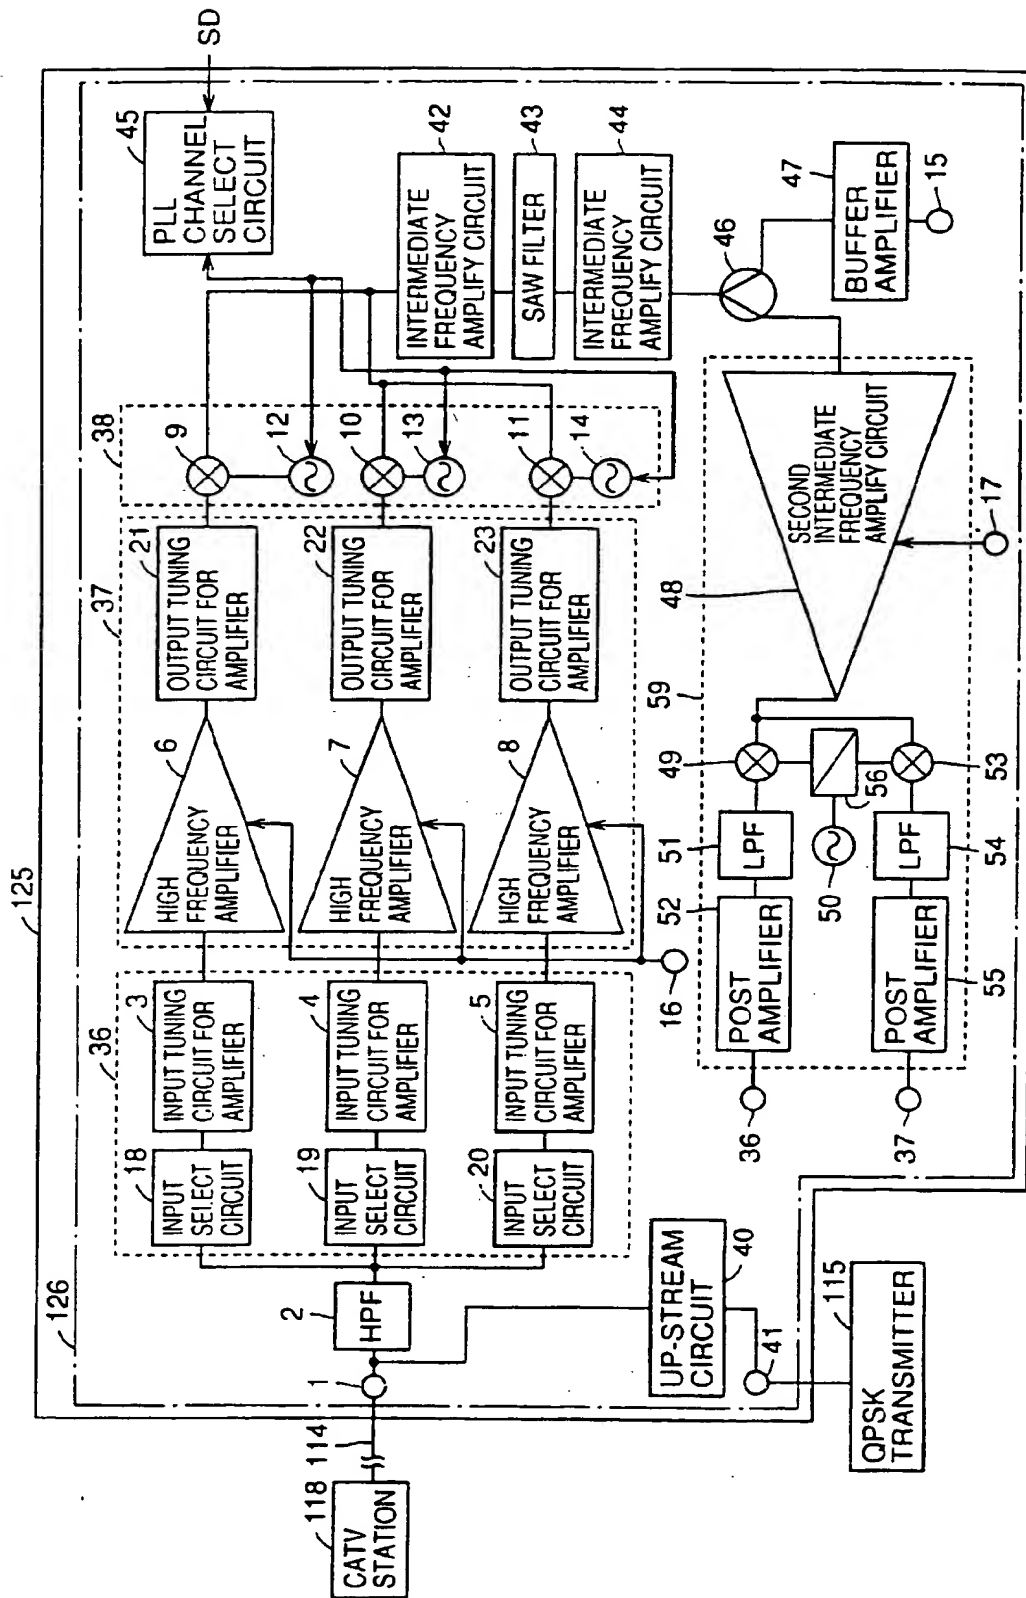 125
126
118
CATV
STATION
114
1
2
HPF
36
18
INPUT
SELECT
CIRCUIT
3
INPUT TUNING
CIRCUIT FOR
AMPLIFIER
19
INPUT
SELECT
CIRCUIT
4
INPUT TUNING
CIRCUIT FOR
AMPLIFIER
20
INPUT
SELECT
CIRCUIT
5
INPUT TUNING
CIRCUIT FOR
AMPLIFIER
37
6
HIGH
FREQUENCY
AMPLIFIER
21
OUTPUT TUNING
CIRCUIT FOR
AMPLIFIER
7
HIGH
FREQUENCY
AMPLIFIER
22
OUTPUT TUNING
CIRCUIT FOR
AMPLIFIER
8
HIGH
FREQUENCY
AMPLIFIER
23
OUTPUT TUNING
CIRCUIT FOR
AMPLIFIER
16
38
9
12
10
13
11
14
45
PLL
CHANNEL
SELECT
CIRCUIT
SD
42
INTERMEDIATE
FREQUENCY
AMPLIFY CIRCUIT
43
SAW FILTER
44
INTERMEDIATE
FREQUENCY
AMPLIFY CIRCUIT
46
47
BUFFER
AMPLIFIER
15
59
48
SECOND
INTERMEDIATE
FREQUENCY
AMPLIFY CIRCUIT
17
49
51
LPF
52
POST
AMPLIFIER
36
50
56
53
LPF
54
POST
AMPLIFIER
55
37
UP-STREAM
CIRCUIT
40
41
115
QPSK
TRANSMITTER